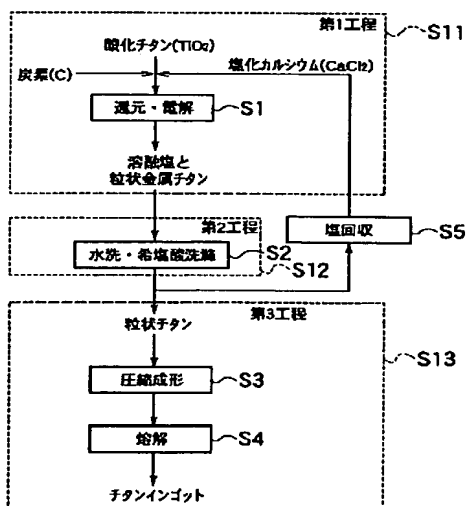 第1工程
S11
酸化チタン(TiO2)
炭素(C)
塩化カルシウム(CaCl2)
還元・電解
S1
溶融塩と
粒状金属チタン
第2工程
水洗・希塩酸洗滌
S2
S12
塩回収
S5
粒状チタン
第3工程
S13
圧縮成形
S3
熔解
S4
チタンインゴット